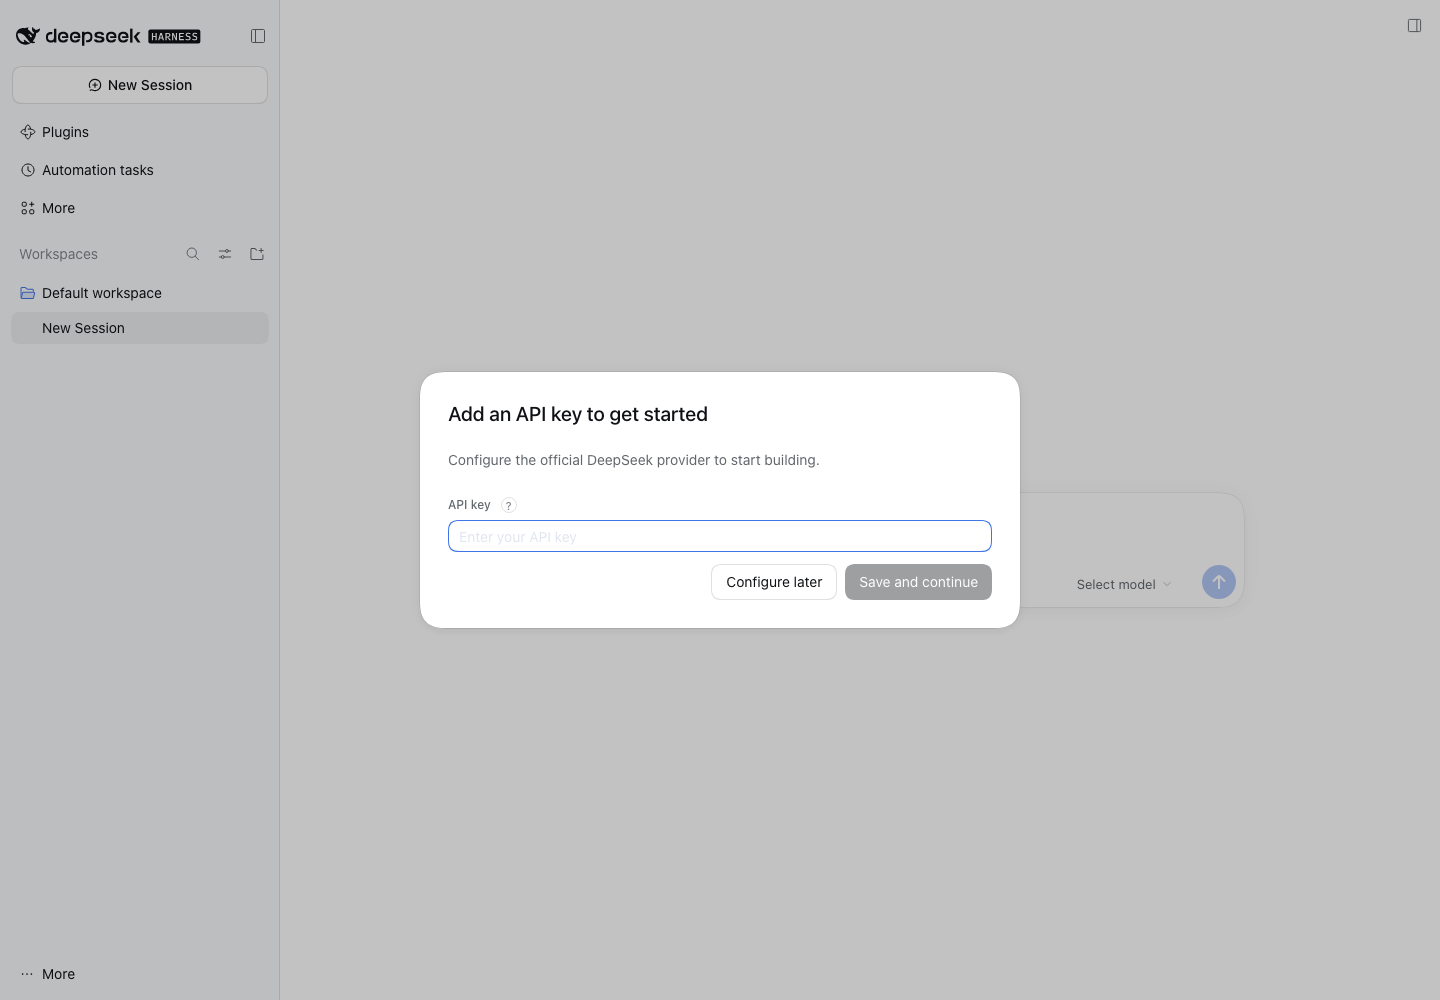 deepseek HARNESS
New Session
Plugins
Automation tasks
More
Workspaces
Default workspace
New Session
Add an API key to get started
Configure the official DeepSeek provider to start building.
API key ?
Enter your API key
Configure later
Save and continue
Select model
More